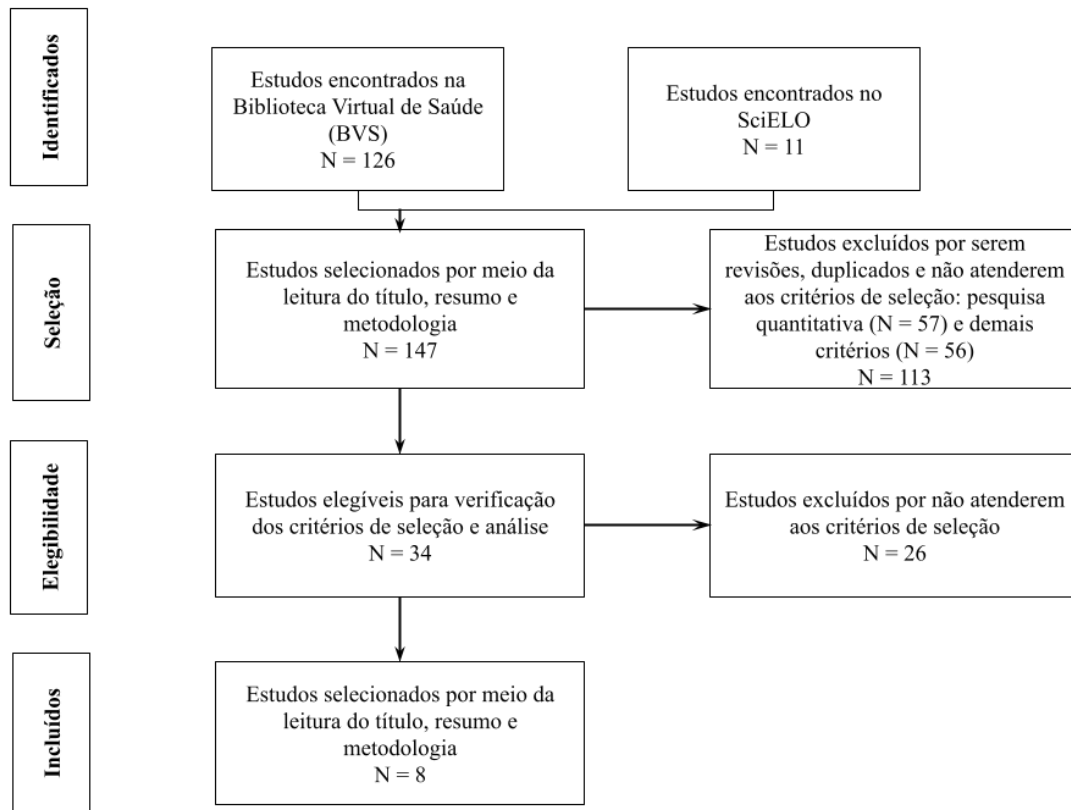 Identificados
Estudos encontrados na
Biblioteca Virtual de Saúde
(BVS)
N = 126
Estudos encontrados no
SciELO
N = 11
Seleção
Estudos selecionados por meio da
leitura do título, resumo e
metodologia
N = 147
Estudos excluídos por serem
revisões, duplicados e não atenderem
aos critérios de seleção: pesquisa
quantitativa (N = 57) e demais
critérios (N = 56)
N = 113
Elegibilidade
Estudos elegíveis para verificação
dos critérios de seleção e análise
N = 34
Estudos excluídos por não atenderem
aos critérios de seleção
N = 26
Incluídos
Estudos selecionados por meio da
leitura do título, resumo e
metodologia
N = 8